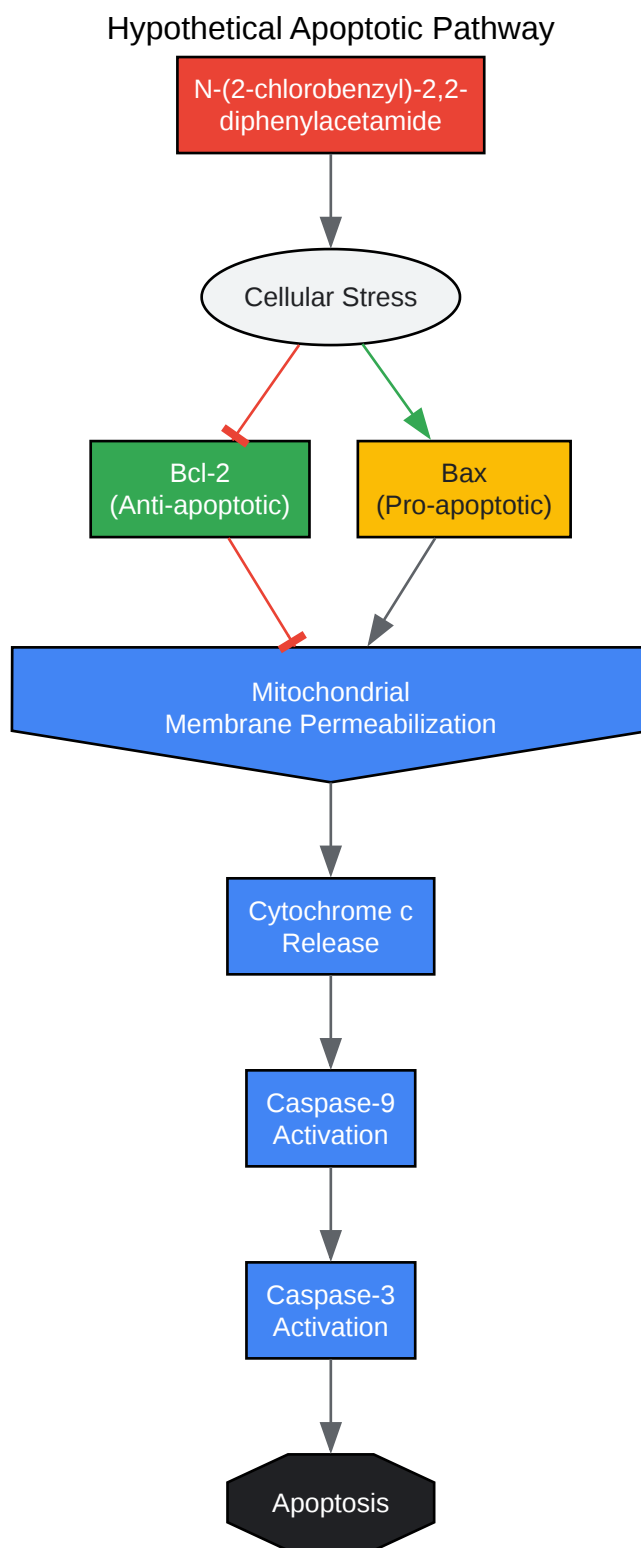 Hypothetical Apoptotic Pathway
N-(2-chlorobenzyl)-2,2-
diphenylacetamide
Cellular Stress
Bcl-2
(Anti-apoptotic)
Bax
(Pro-apoptotic)
Mitochondrial
Membrane Permeabilization
Cytochrome c
Release
Caspase-9
Activation
Caspase-3
Activation
Apoptosis